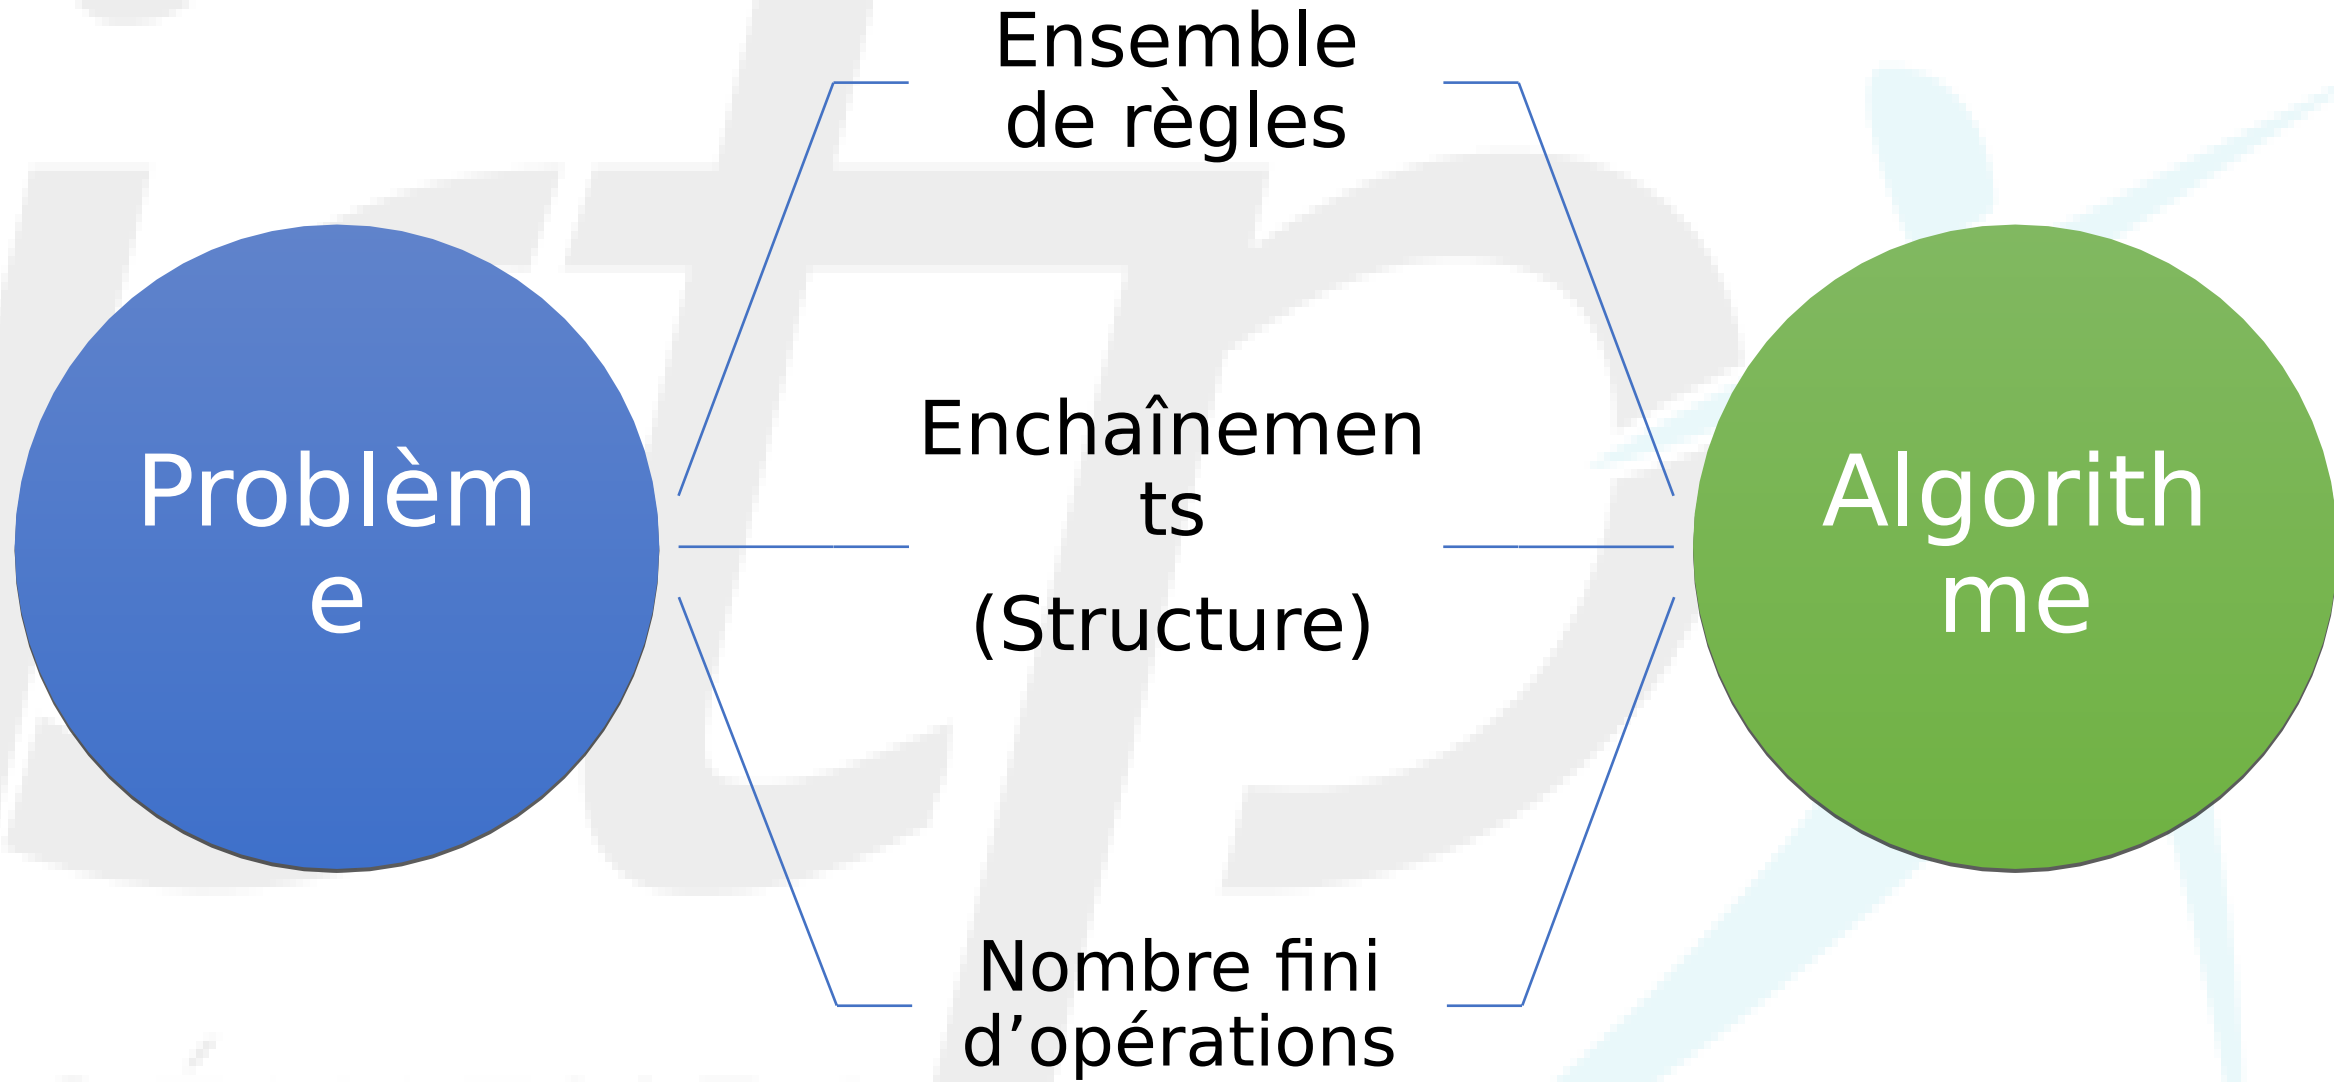 Ensemble
de règles
Problèm
e
Enchaînemen
ts
(Structure)
Algorith
me
Nombre fini
d’opérations